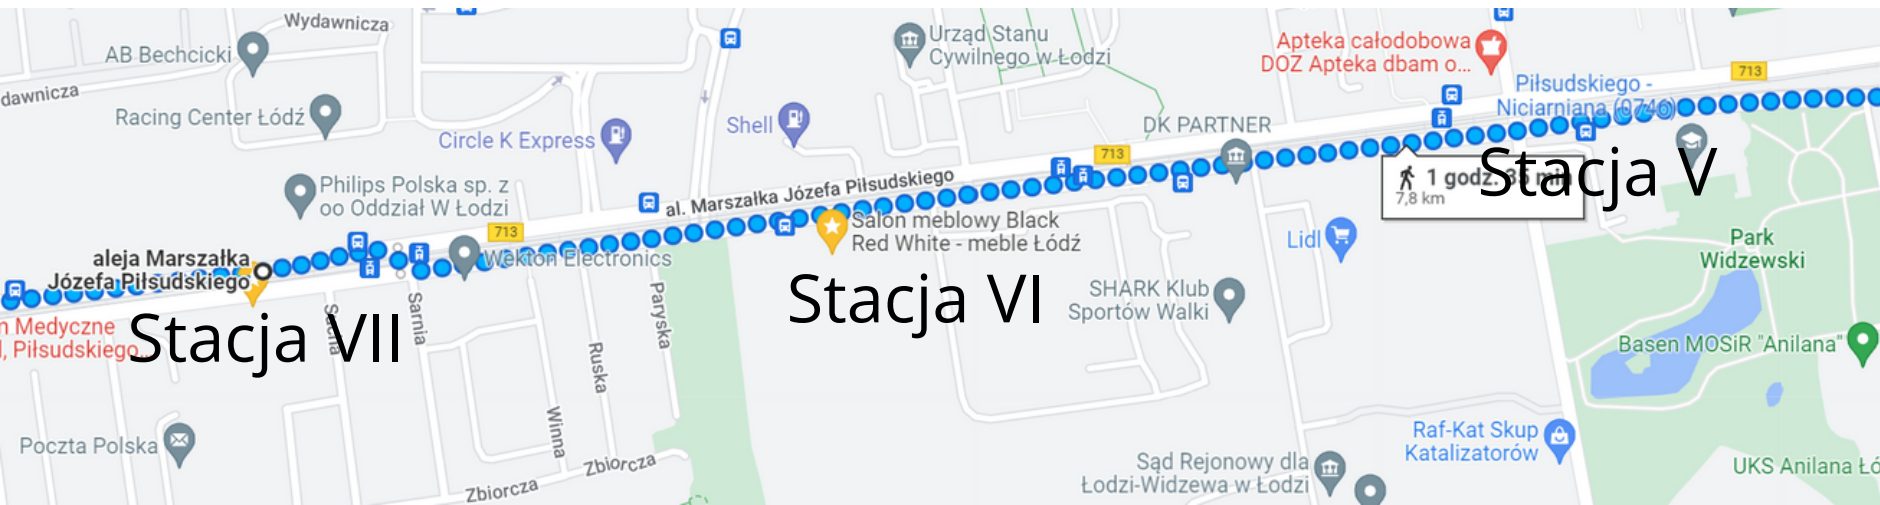 Wydawnicza
AB Bechcicki
dawnicza
Racing Center Łódź
Circle K Express
Shell
Urząd Stanu
Cywilnego w Łodzi
Apteka całodobowa
DOZ Apteka dbam o...
713
Piłsudskiego -
Niciarniana (0746)
DK PARTNER
713
Philips Polska sp. z
oo Oddział W Łodzi
al. Marszałka Józefa Piłsudskiego
1 godz. 35 min
7,8 km
Stacja V
713
Salon meblowy Black
Red White - meble Łódź
Lidl
Park
Widzewski
aleja Marszałka
Józefa Piłsudskiego
Wekton Electronics
Stacja VI
SHARK Klub
Sportów Walki
n Medyczne
l, Piłsudskiego...
Stacja VII
Sarnia
Ruska
Paryska
Basen MOSiR "Anilana"
Winna
Poczta Polska
Zbiorcza
Zbiorcza
Raf-Kat Skup
Katalizatorów
Sąd Rejonowy dla
Łodzi-Widzewa w Łodzi
UKS Anilana Łó